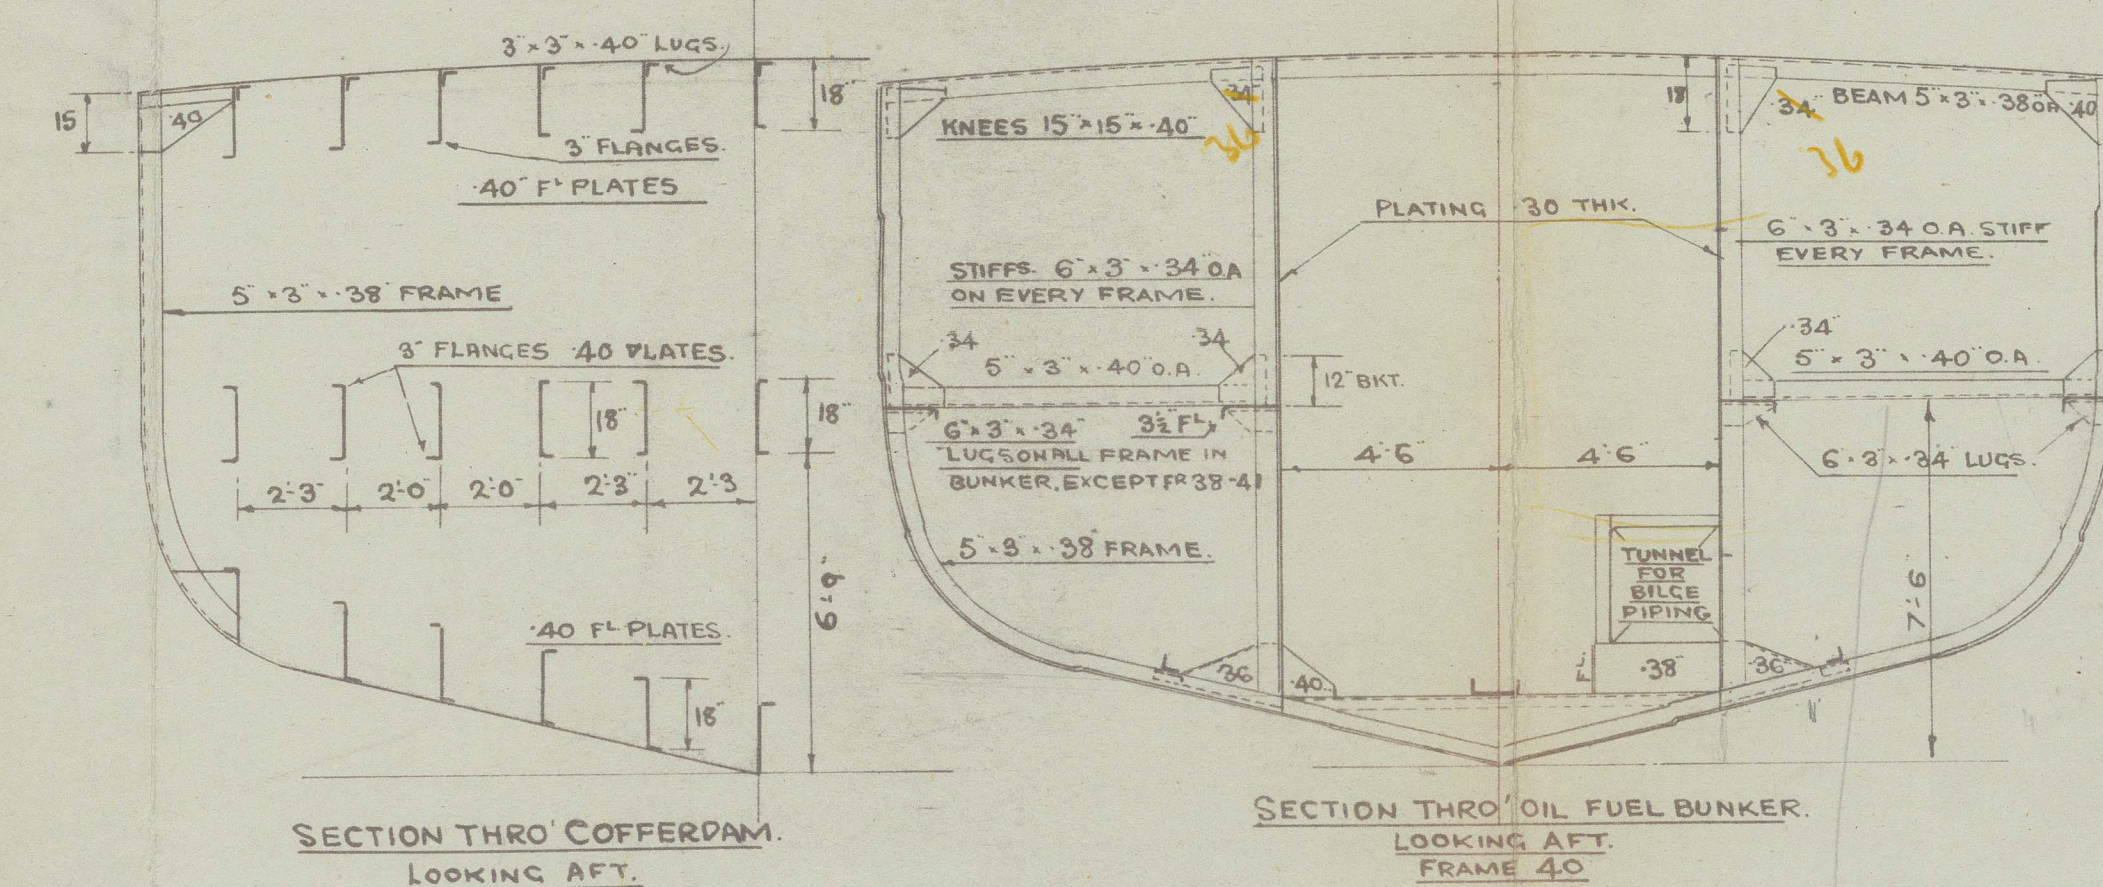 3" × 3" × .40" LUGS.
15
.40
18"
3" FLANGES.
.40" FL PLATES
5" × 3" × .38" FRAME
3" FLANGES .40 PLATES.
18"
18"
2'-3"
2'-0"
2'-0"
2'-3"
2'-3
6'-9"
.40 FL PLATES.
18"
SECTION THRO' COFFERDAM.
LOOKING AFT.
KNEES 15" × 15" × .40"
.34
36
18
.34
36
BEAM 5" × 3" × .38 O.A.
.40
PLATING .30 THK.
6" × 3" × .34 O.A. STIFF
EVERY FRAME.
STIFFS. 6" × 3" × .34" O.A
ON EVERY FRAME.
.34
.34
5" × 3" × .40" O.A.
12" BKT.
.34"
5" × 3" × .40" O.A.
6" × 3" × .34"
3½ FL
LUGS ON ALL FRAME IN
BUNKER. EXCEPT FR 38-41
4'-6"
4'-6"
6" × 3" × .34" LUGS.
5" × 3" × .38" FRAME.
TUNNEL
FOR
BILGE
PIPING
7'-6"
.36
.40
FL.
.38"
.36
SECTION THRO' OIL FUEL BUNKER.
LOOKING AFT.
FRAME 40